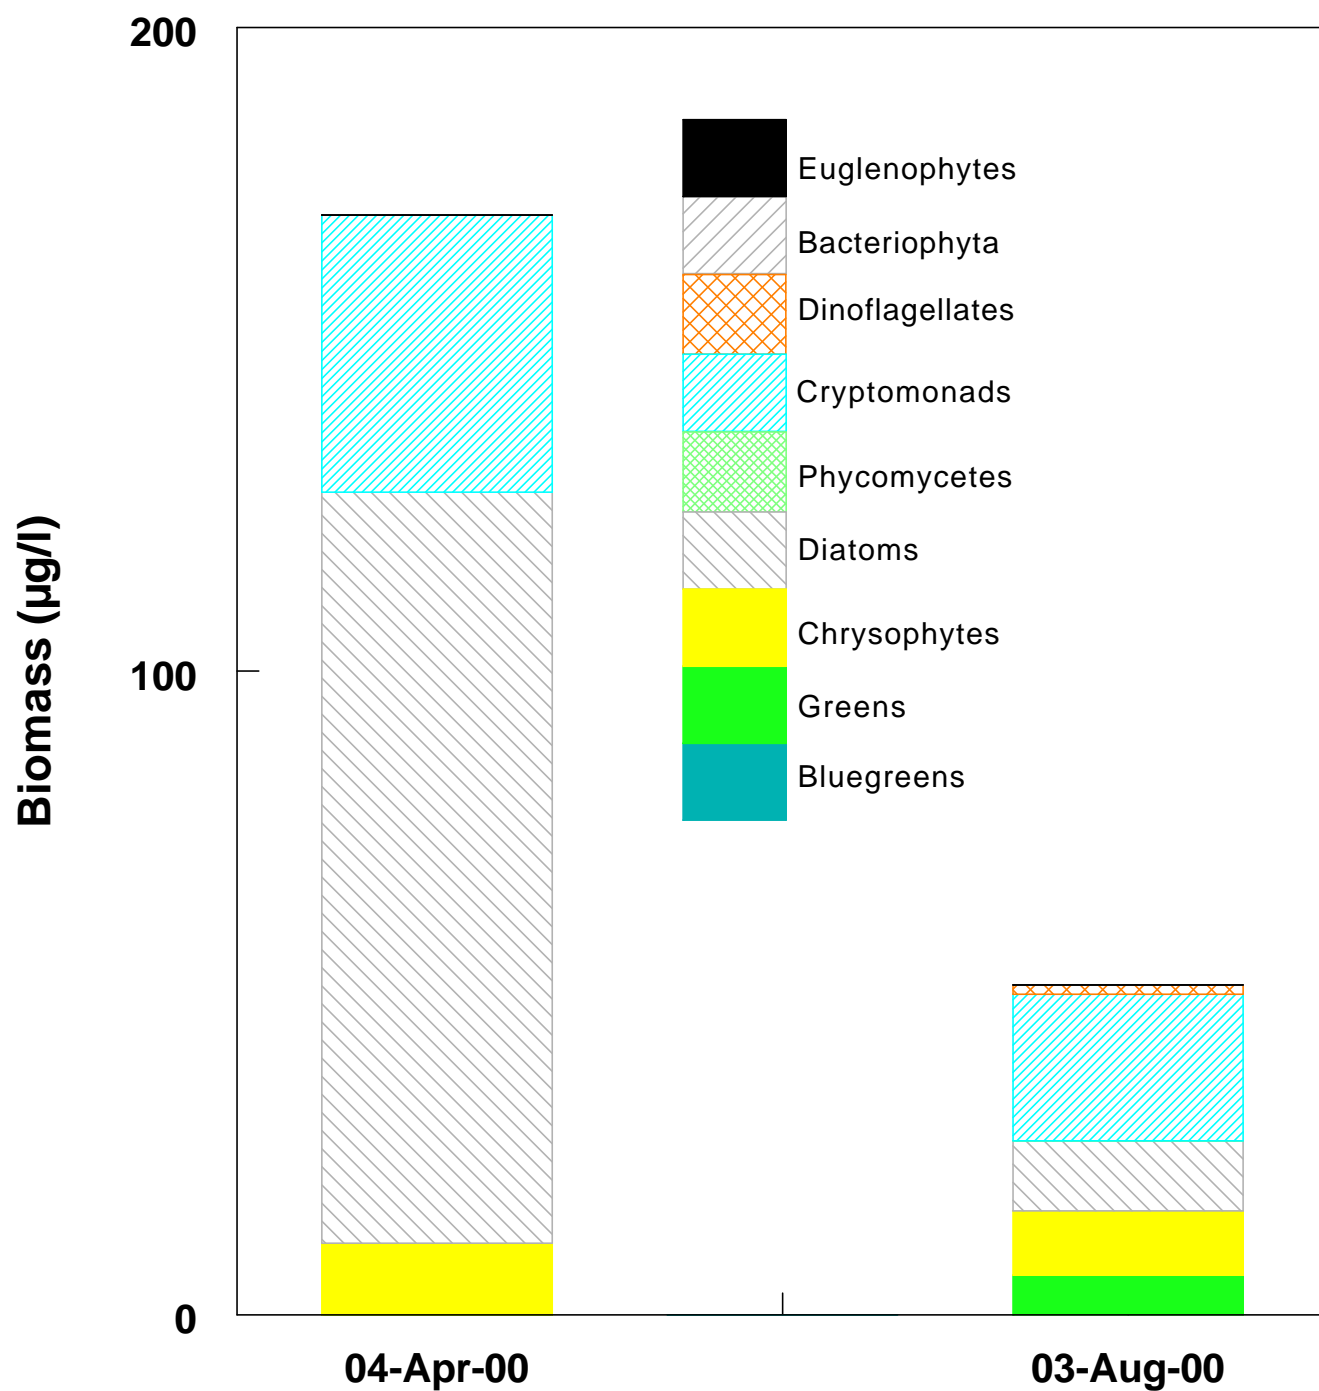 200
Euglenophytes
Bacteriophyta
Dinoflagellates
Cryptomonads
Phycomycetes
Diatoms
Chrysophytes
Greens
Bluegreens
Biomass (µg/l)
100
0
04-Apr-00
03-Aug-00